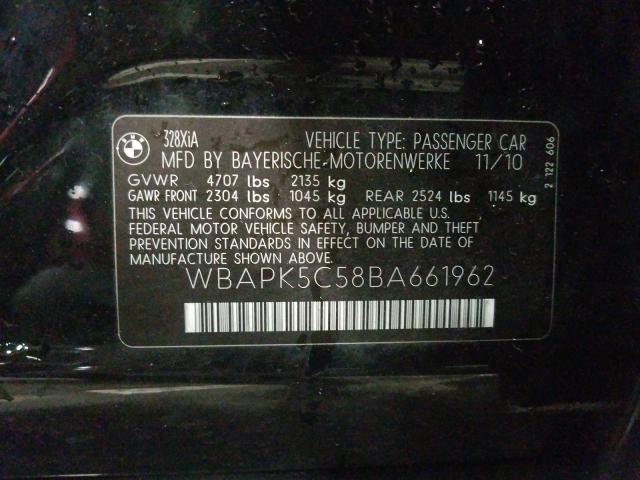 BMW
328XiA VEHICLE TYPE: PASSENGER CAR
MFD BY BAYERISCHE-MOTORENWERKE 11/10
GVWR 4707 lbs 2135 kg
GAWR FRONT 2304 lbs 1045 kg REAR 2524 lbs 1145 kg
THIS VEHICLE CONFORMS TO ALL APPLICABLE U.S.
FEDERAL MOTOR VEHICLE SAFETY, BUMPER AND THEFT
PREVENTION STANDARDS IN EFFECT ON THE DATE OF
MANUFACTURE SHOWN ABOVE.
WBAPK5C58BA661962
2 122 606